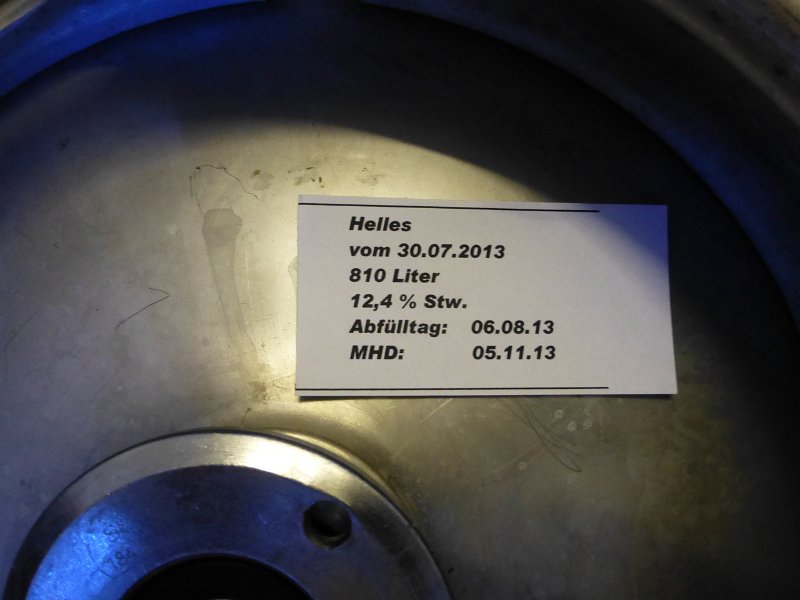 Helles
vom 30.07.2013
810 Liter
12,4 % Stw.
Abfülltag: 06.08.13
MHD: 05.11.13